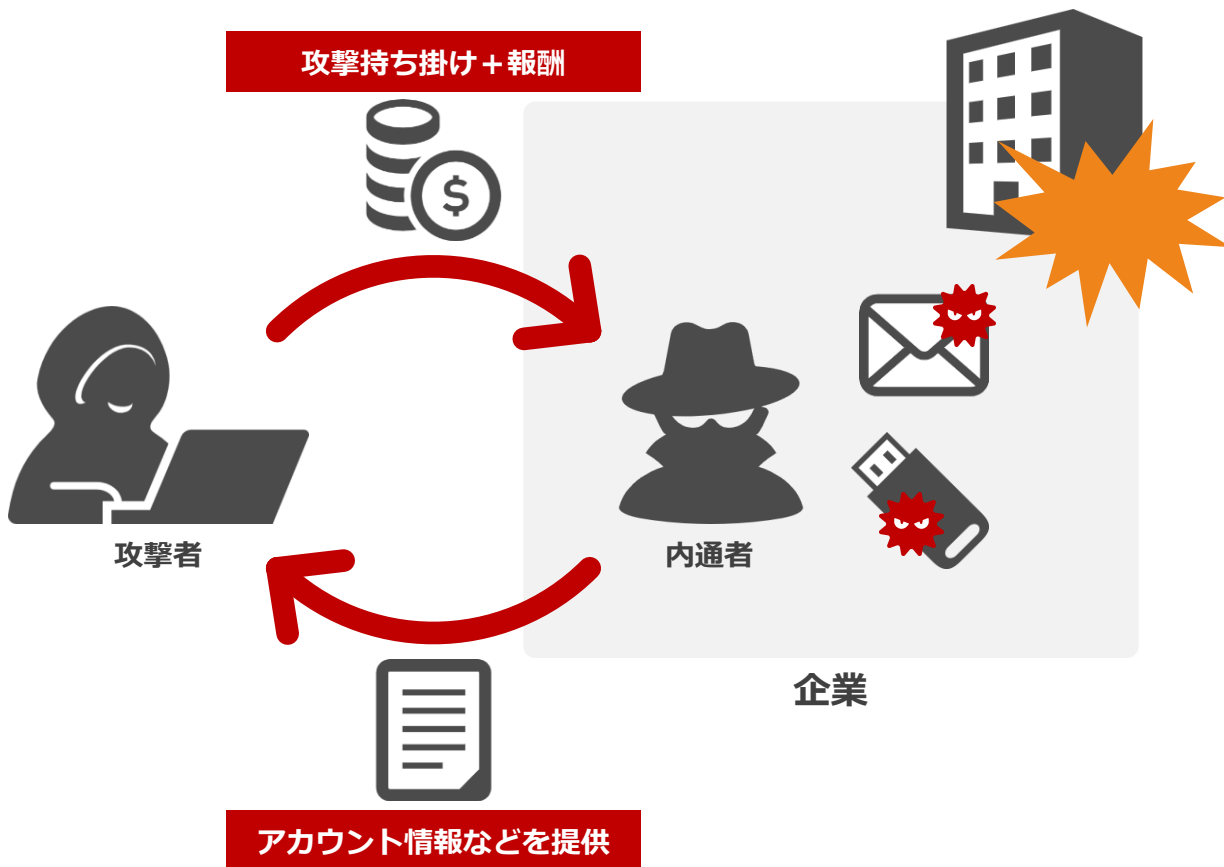 攻撃持ち掛け＋報酬
$
攻撃者
内通者
企業
アカウント情報などを提供